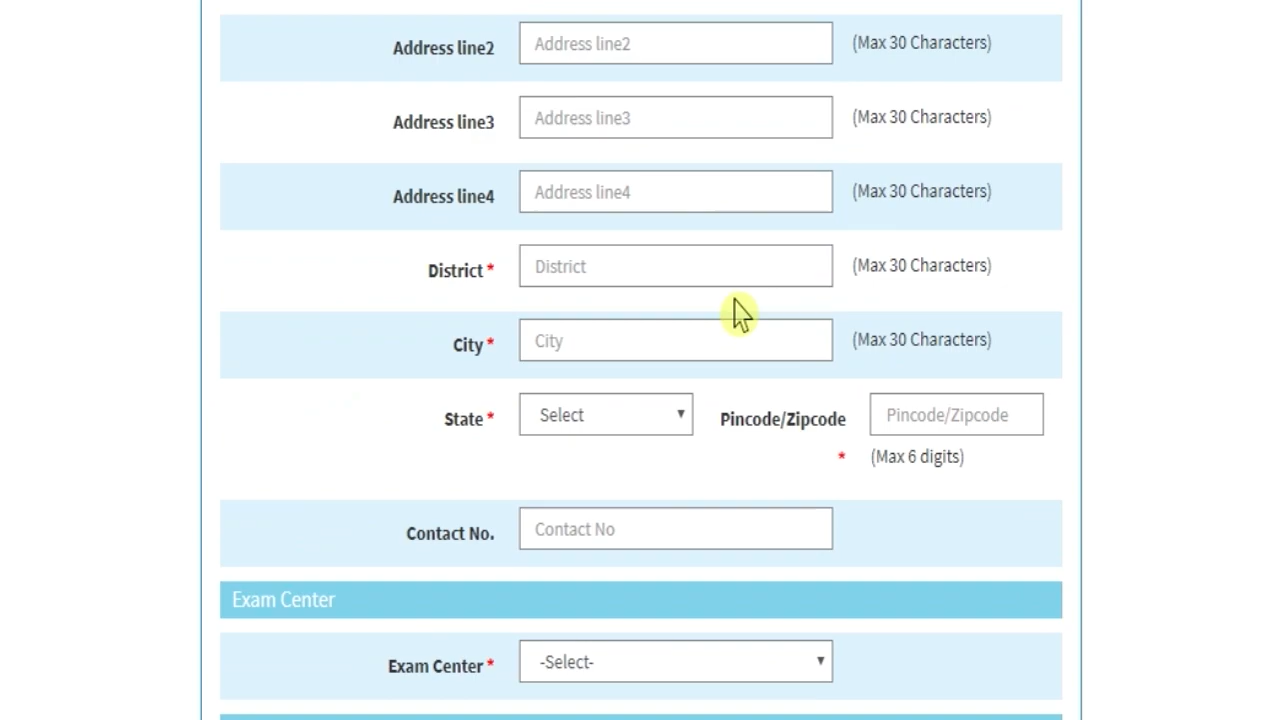 Address line2 Address line2 (Max 30 Characters)
Address line3 Address line3 (Max 30 Characters)
Address line4 Address line4 (Max 30 Characters)
District * District (Max 30 Characters)
City * City (Max 30 Characters)
State * Select Pincode/Zipcode Pincode/Zipcode
* (Max 6 digits)
Contact No. Contact No
Exam Center
Exam Center * -Select-